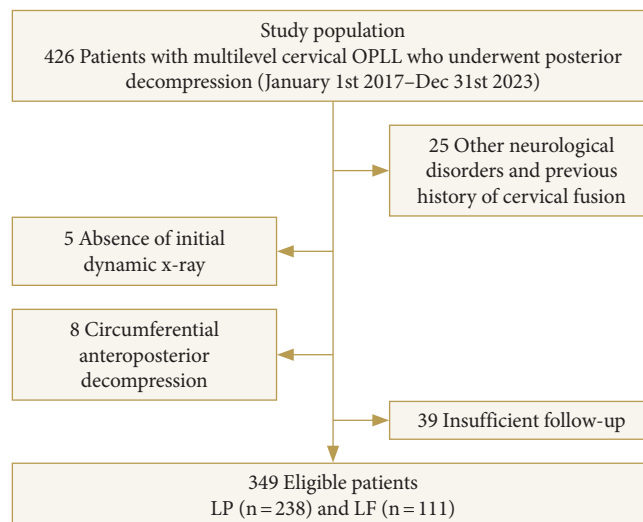 Study population
426 Patients with multilevel cervical OPLL who underwent posterior
decompression (January 1st 2017–Dec 31st 2023)
25 Other neurological
disorders and previous
history of cervical fusion
5 Absence of initial
dynamic x-ray
8 Circumferential
anteroposterior
decompression
39 Insufficient follow-up
349 Eligible patients
LP (n=238) and LF (n=111)